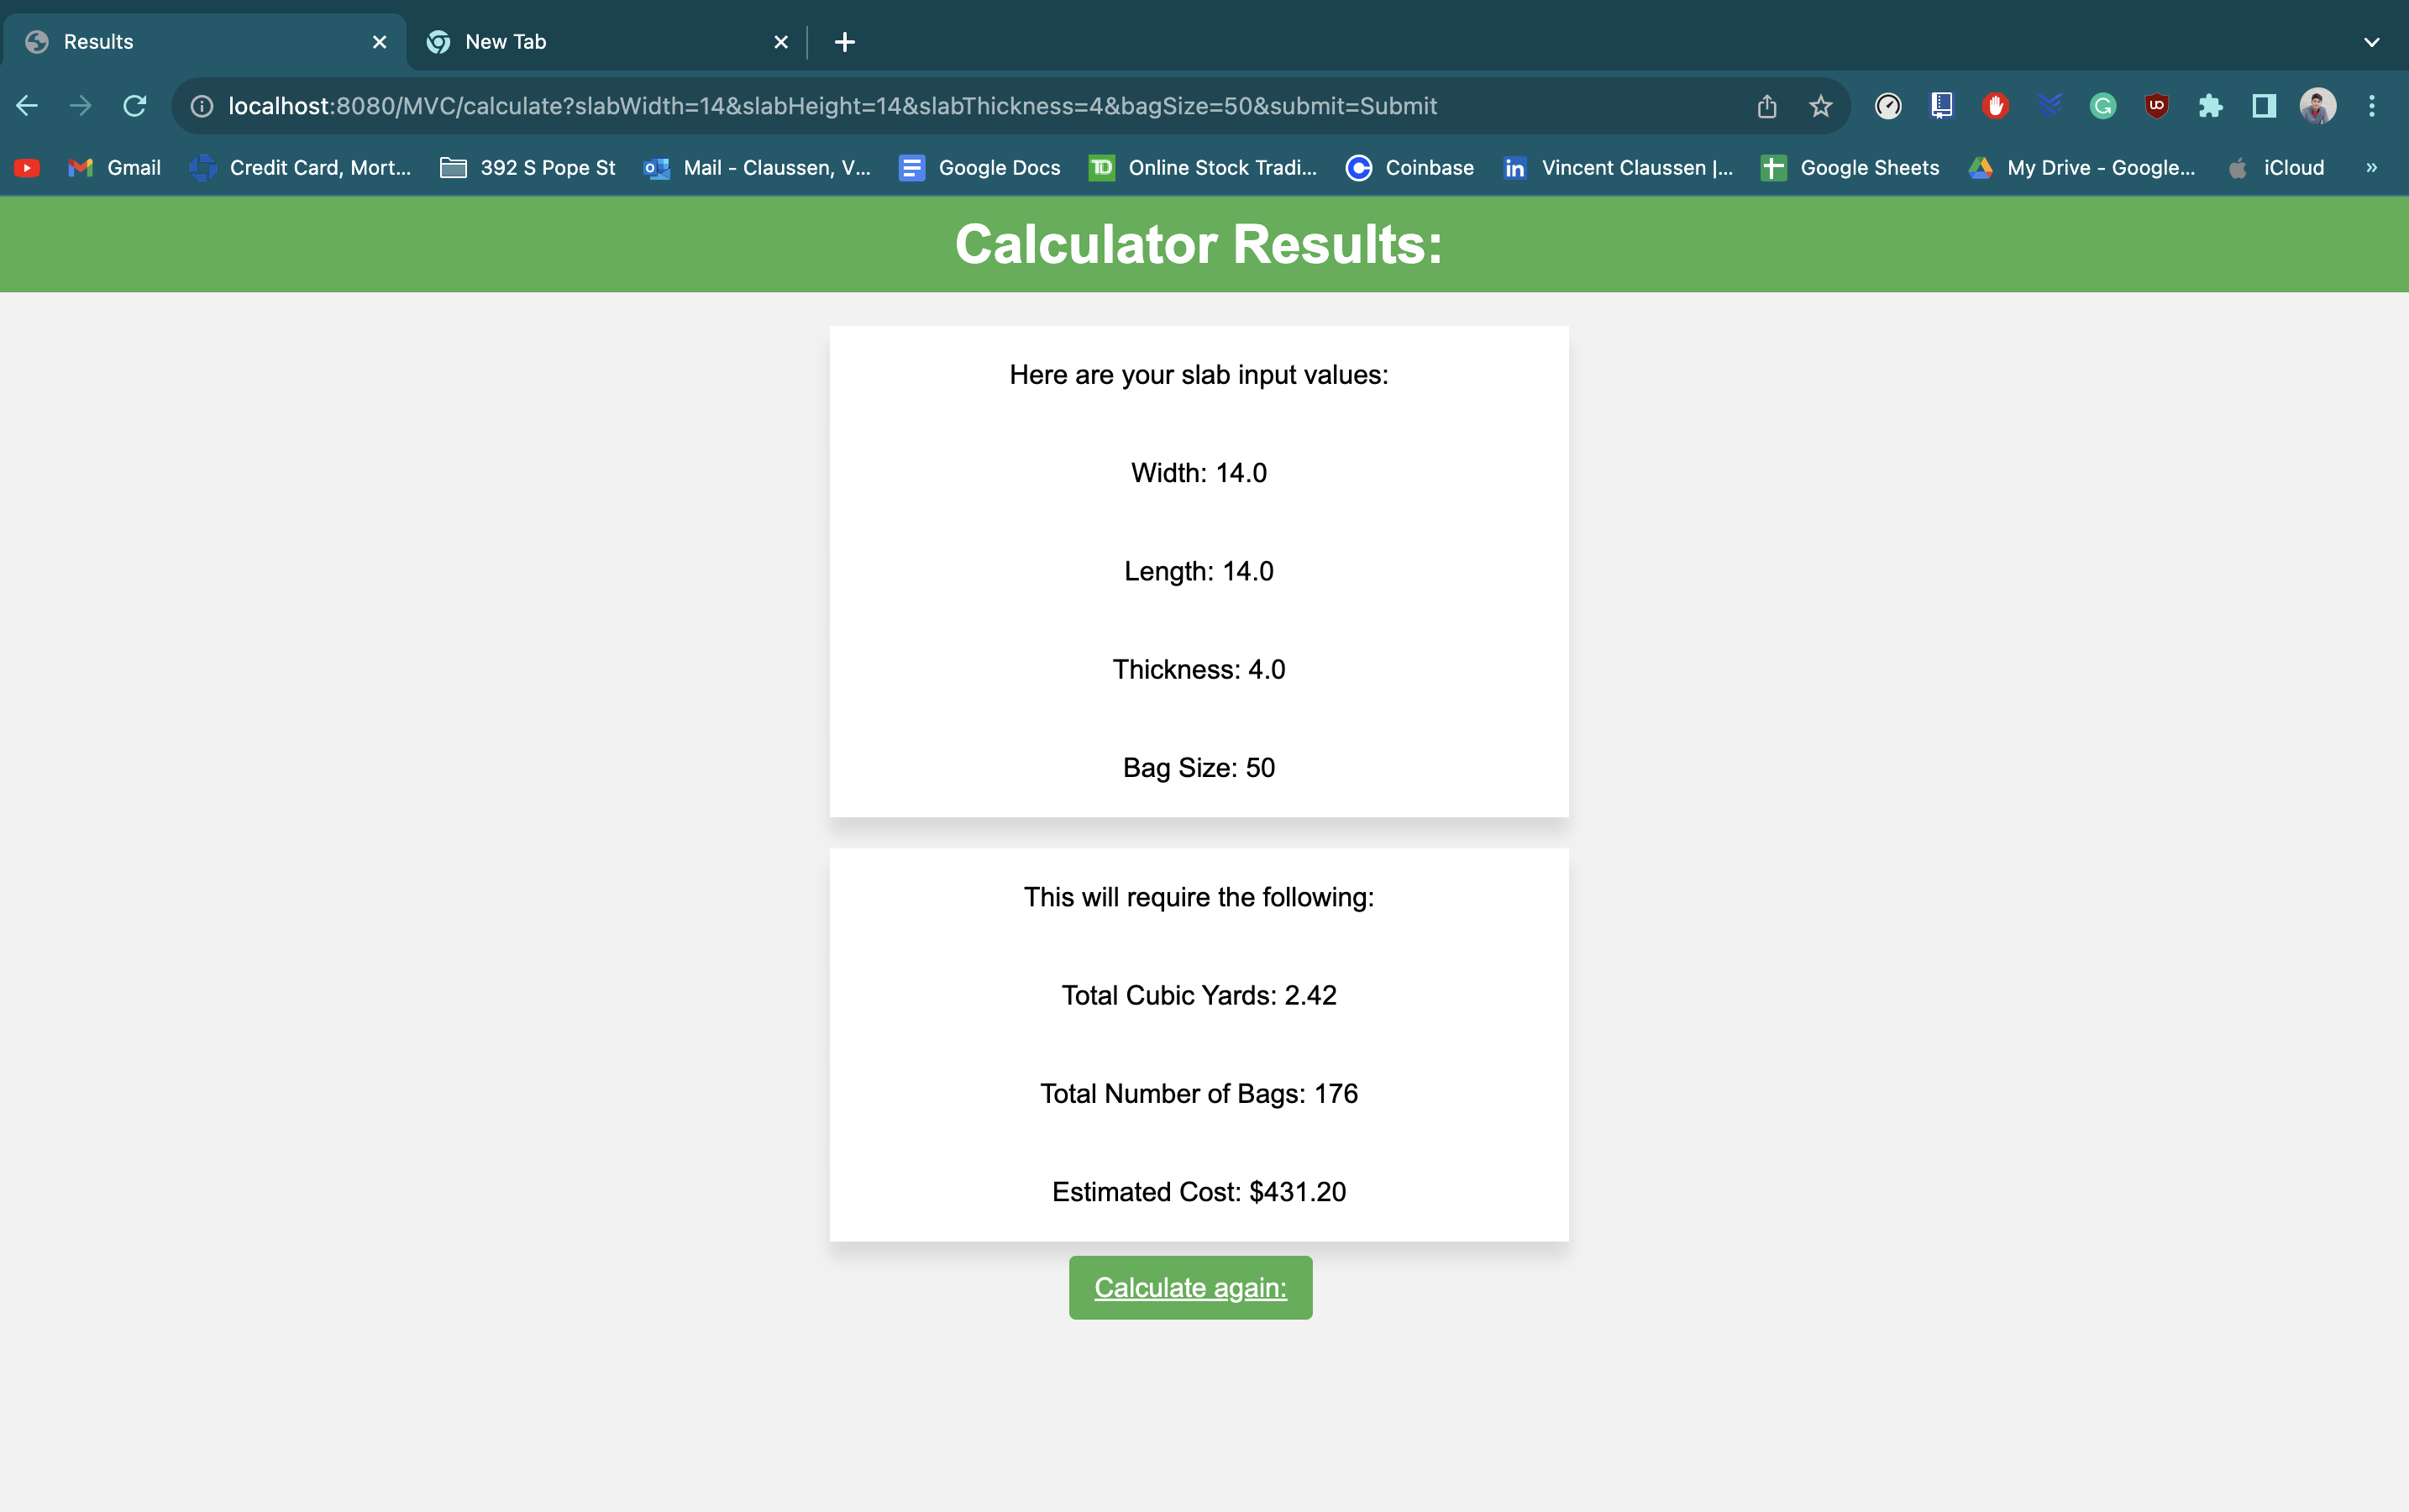 Results
New Tab
localhost:8080/MVC/calculate?slabWidth=14&slabHeight=14&slabThickness=4&bagSize=50&submit=Submit
Gmail Credit Card, Mort... 392 S Pope St Mail - Claussen, V... Google Docs TD Online Stock Tradi... Coinbase in Vincent Claussen |... Google Sheets My Drive - Google... iCloud »
Calculator Results:
Here are your slab input values:
Width: 14.0
Length: 14.0
Thickness: 4.0
Bag Size: 50
This will require the following:
Total Cubic Yards: 2.42
Total Number of Bags: 176
Estimated Cost: $431.20
Calculate again: